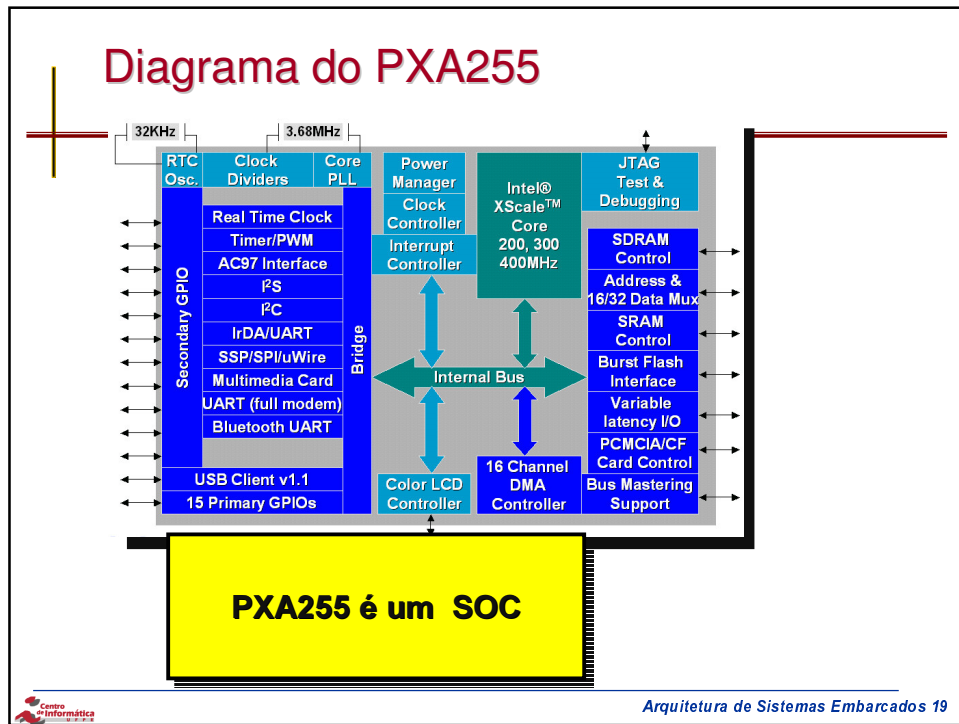 Diagrama do PXA255
32KHz
3.68MHz
RTC
Osc.
Clock
Dividers
Core
PLL
Power
Manager
Clock
Controller
Interrupt
Controller
Intel®
XScale™
Core
200, 300
400MHz
JTAG
Test &
Debugging
Secondary GPIO
Real Time Clock
Timer/PWM
AC97 Interface
I²S
I²C
IrDA/UART
SSP/SPI/uWire
Multimedia Card
UART (full modem)
Bluetooth UART
Bridge
USB Client v1.1
15 Primary GPIOs
Internal Bus
Color LCD
Controller
16 Channel
DMA
Controller
SDRAM
Control
Address &
16/32 Data Mux
SRAM
Control
Burst Flash
Interface
Variable
latency I/O
PCMCIA/CF
Card Control
Bus Mastering
Support
PXA255 é um SOC
Centro
de Informática
UFPE
Arquitetura de Sistemas Embarcados 19